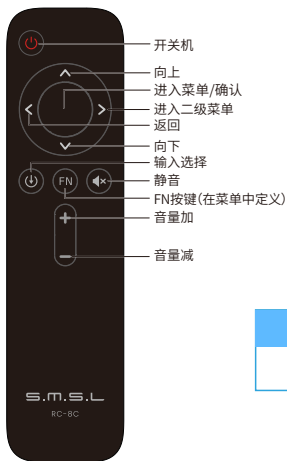 开关机
向上
进入菜单/确认
进入二级菜单
返回
向下
输入选择
静音
FN
FN按键(在菜单中定义)
音量加
音量减
S.M.S.L
RC-8C